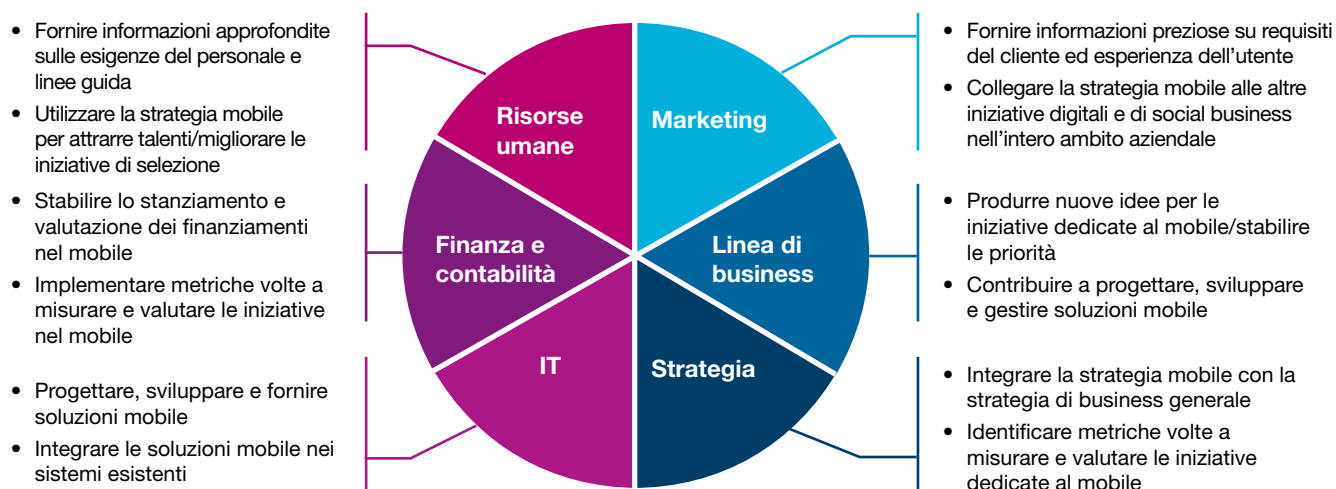 • Fornire informazioni approfondite
sulle esigenze del personale e
linee guida
• Utilizzare la strategia mobile
per attrarre talenti/migliorare le
iniziative di selezione
• Stabilire lo stanziamento e
valutazione dei finanziamenti
nel mobile
• Implementare metriche volte a
misurare e valutare le iniziative
nel mobile
• Progettare, sviluppare e fornire
soluzioni mobile
• Integrare le soluzioni mobile nei
sistemi esistenti
Risorse
umane
Marketing
Finanza e
contabilità
Linea di
business
IT
Strategia
• Fornire informazioni preziose su requisiti
del cliente ed esperienza dell'utente
• Collegare la strategia mobile alle altre
iniziative digitali e di social business
nell'intero ambito aziendale
• Produrre nuove idee per le
iniziative dedicate al mobile/stabilire
le priorità
• Contribuire a progettare, sviluppare
e gestire soluzioni mobile
• Integrare la strategia mobile con la
strategia di business generale
• Identificare metriche volte a
misurare e valutare le iniziative
dedicate al mobile